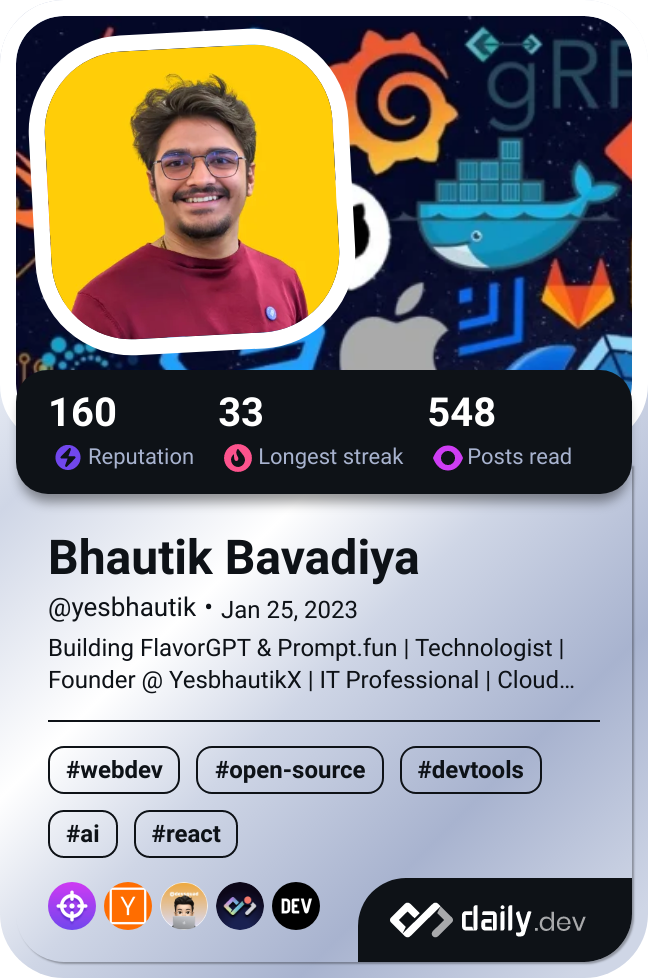 gRP
160
33
548
Reputation
Longest streak
Posts read
Bhautik Bavadiya
@yesbhautik • Jan 25, 2023
Building FlavorGPT & Prompt.fun | Technologist |
Founder @ YesbhautikX | IT Professional | Cloud...
#webdev
#open-source
#devtools
#ai
#react
Y
DEV
daily.dev